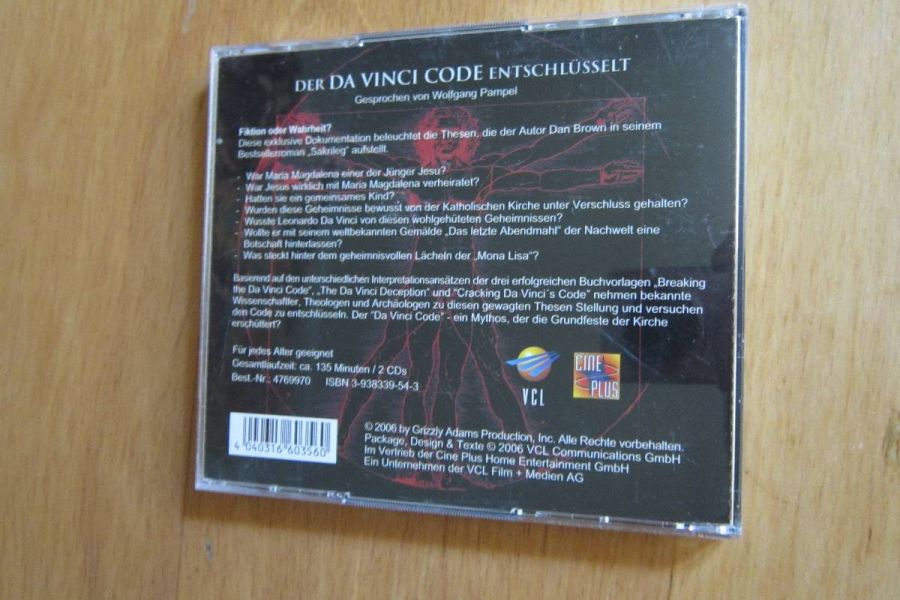 DER DA VINCI CODE ENTSCHLÜSSELT
Gesprochen von Wolfgang Pampel
Fiktion oder Wahrheit?
Diese exklusive Dokumentation beleuchtet die Thesen, die der Autor Dan Brown in seinem
Bestsellerroman „Sakrileg" aufstellt.
- War Maria Magdalena einer der Jünger Jesu?
- War Jesus wirklich mit Maria Magdalena verheiratet?
- Hatten sie ein gemeinsames Kind?
- Wurden diese Geheimnisse bewusst von der Katholischen Kirche unter Verschluss gehalten?
- Wusste Leonardo Da Vinci von diesen wohlgehüteten Geheimnissen?
- Wollte er mit seinem weltbekannten Gemälde „Das letzte Abendmahl" der Nachwelt eine
Botschaft hinterlassen?
- Was steckt hinter dem geheimnisvollen Lächeln der „Mona Lisa"?
Basierend auf den unterschiedlichen Interpretationsansätzen der drei erfolgreichen Buchvorlagen „Breaking
the Da Vinci Code", „The Da Vinci Deception" und "Cracking Da Vinci´s Code" nehmen bekannte
Wissenschaftler, Theologen und Archäologen zu diesen gewagten Thesen Stellung und versuchen
den Code zu entschlüsseln. Der "Da Vinci Code" - ein Mythos, der die Grundfeste der Kirche
erschüttert?
Für jedes Alter geeignet
Gesamtlaufzeit: ca. 135 Minuten / 2 CDs
Best.-Nr.: 4769970 ISBN 3-938339-54-3
VCL
CINE
PLUS
4 040316 603560
© 2006 by Grizzly Adams Production, Inc. Alle Rechte vorbehalten.
Package, Design & Texte © 2006 VCL Communications GmbH
Im Vertrieb der Cine Plus Home Entertainment GmbH
Ein Unternehmen der VCL Film + Medien AG